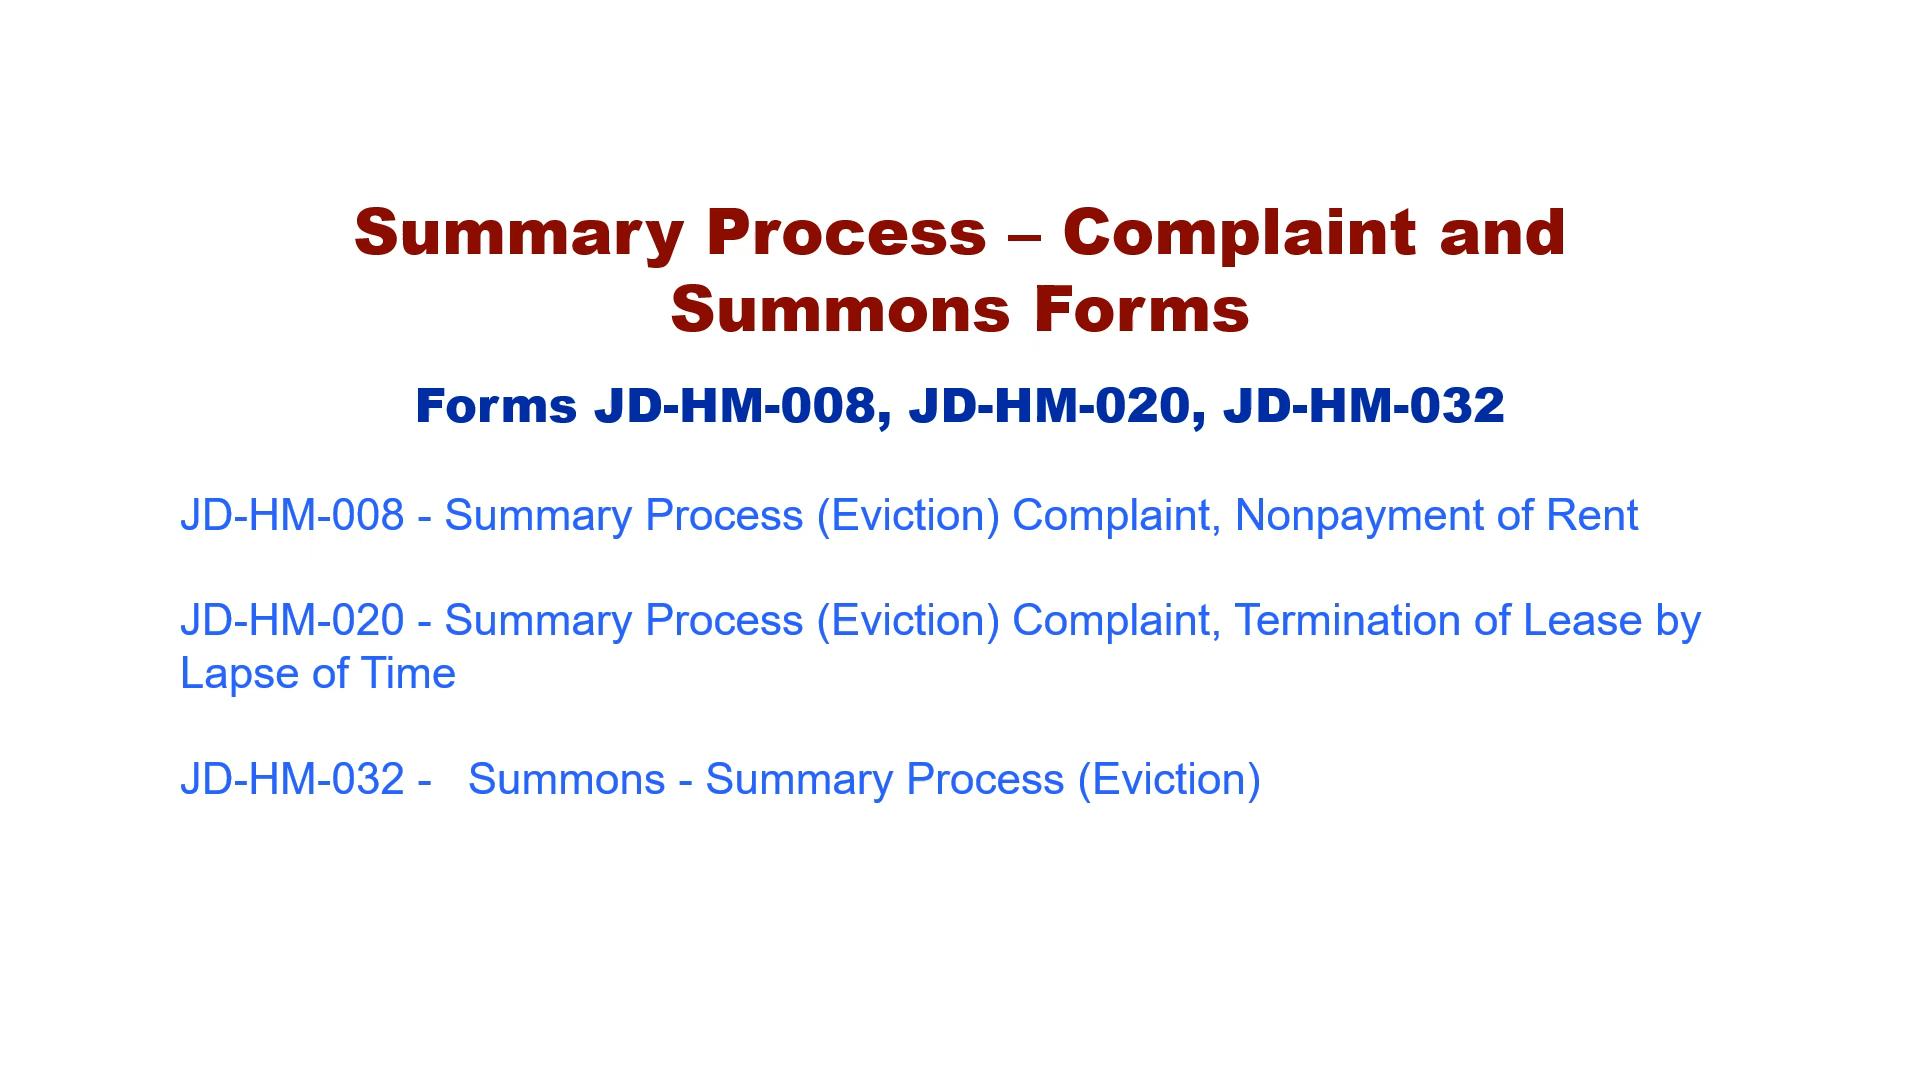 Summary Process – Complaint and
Summons Forms
Forms JD-HM-008, JD-HM-020, JD-HM-032
JD-HM-008 - Summary Process (Eviction) Complaint, Nonpayment of Rent
JD-HM-020 - Summary Process (Eviction) Complaint, Termination of Lease by
Lapse of Time
JD-HM-032 -   Summons - Summary Process (Eviction)